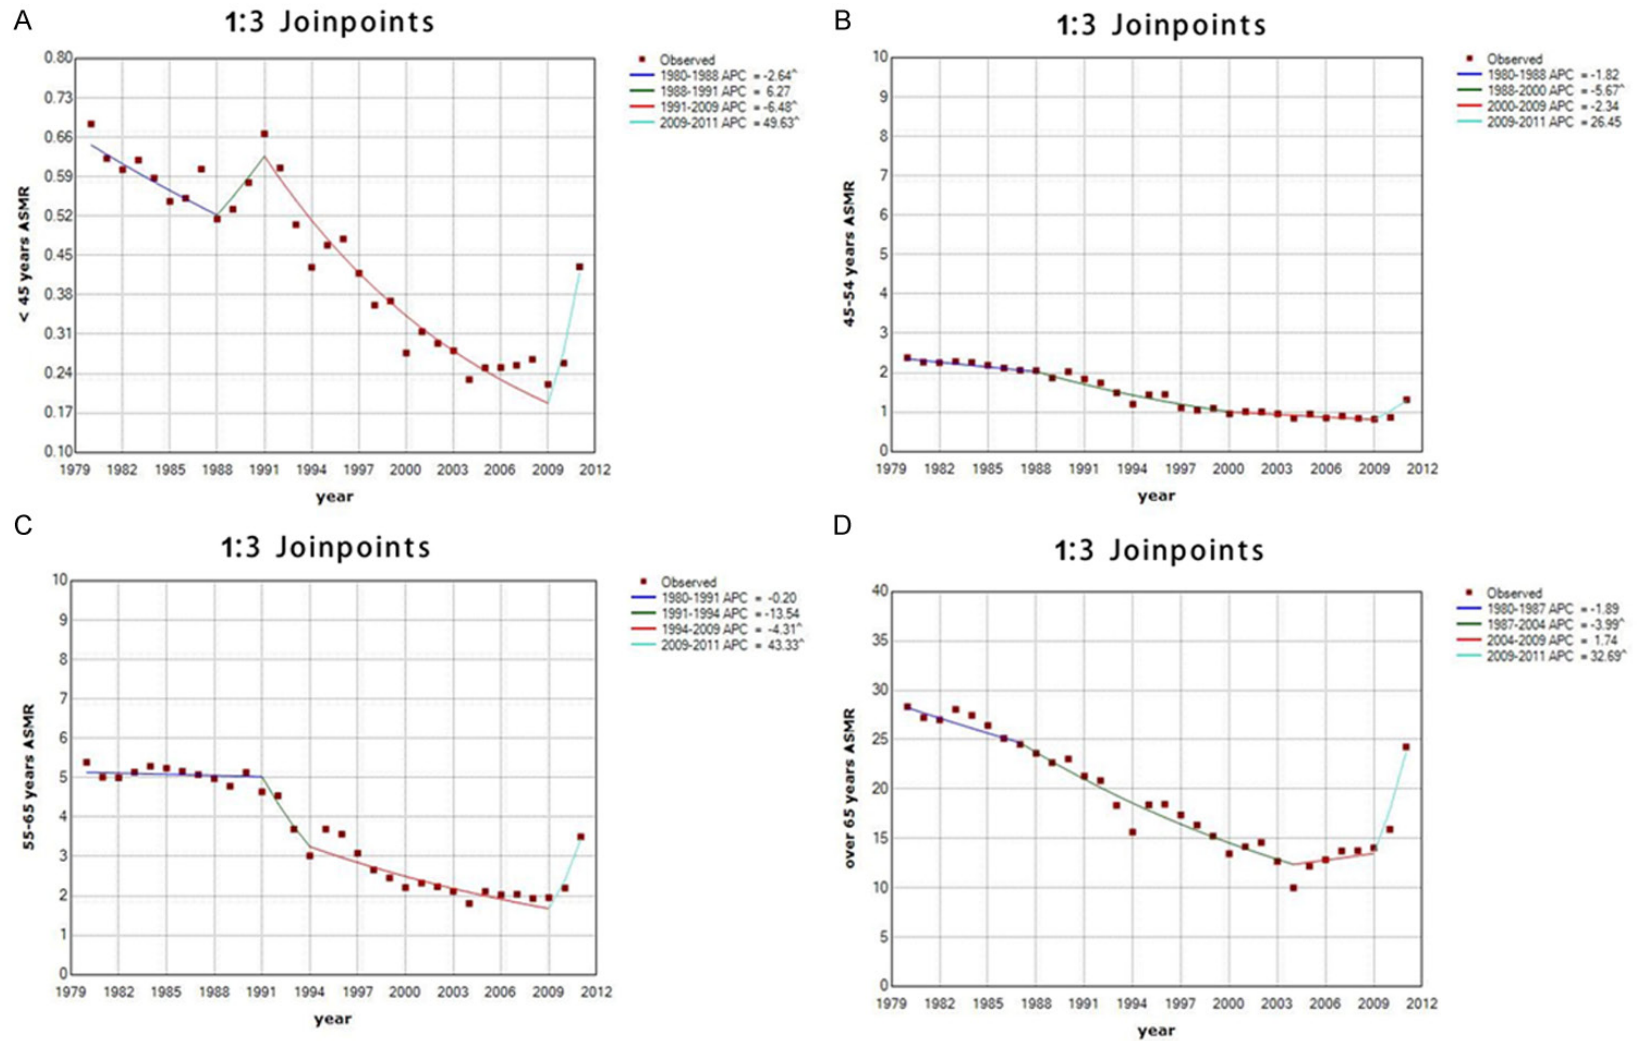 A
1:3 Joinpoints
0.80
0.73
0.66
0.59
0.52
0.45
0.38
0.31
0.24
0.17
0.10
< 45 years ASMR
1979 1982 1985 1988 1991 1994 1997 2000 2003 2006 2009 2012
year
Observed
1980-1988 APC = -2.64^
1988-1991 APC = 6.27
1991-2009 APC = -6.48^
2009-2011 APC = 49.63^
B
1:3 Joinpoints
10
9
8
7
6
5
4
3
2
1
0
45-54 years ASMR
1979 1982 1985 1988 1991 1994 1997 2000 2003 2006 2009 2012
year
Observed
1980-1988 APC = -1.82
1988-2000 APC = -5.67^
2000-2009 APC = -2.34
2009-2011 APC = 26.45
C
1:3 Joinpoints
10
9
8
7
6
5
4
3
2
1
0
55-65 years ASMR
1979 1982 1985 1988 1991 1994 1997 2000 2003 2006 2009 2012
year
Observed
1980-1991 APC = -0.20
1991-1994 APC = -13.54
1994-2009 APC = -4.31^
2009-2011 APC = 43.33^
D
1:3 Joinpoints
40
35
30
25
20
15
10
5
0
over 65 years ASMR
1979 1982 1985 1988 1991 1994 1997 2000 2003 2006 2009 2012
year
Observed
1980-1987 APC = -1.89
1987-2004 APC = -3.99^
2004-2009 APC = 1.74
2009-2011 APC = 32.69^